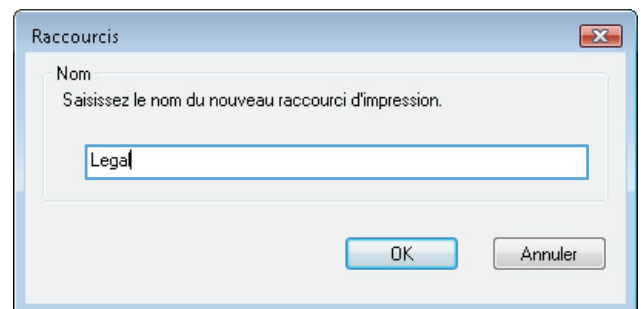 Raccourcis
Nom
Saisissez le nom du nouveau raccourci d'impression.
Legal
OK
Annuler